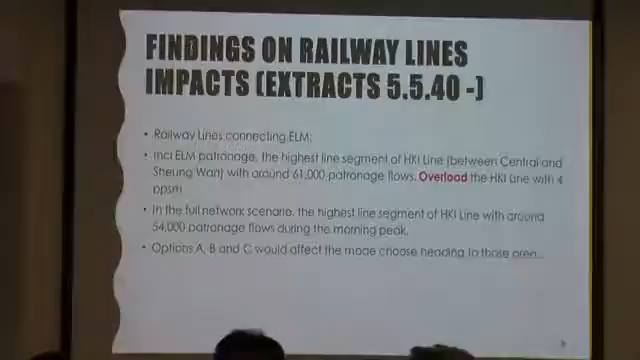 FINDINGS ON RAILWAY LINES
IMPACTS (EXTRACTS 5.5.40 -)
• Railway Lines connecting ELM;
• Incl ELM patronage, the highest line segment of HKI Line (between Central and
Sheung Wan) with around 61,000 patronage flows. Overload the HKI Line with 4
ppsm
• In the full network scenario, the highest line segment of HKI Line with around
54,000 patronage flows during the morning peak.
• Options A, B and C would affect the mode choose heading to those area...